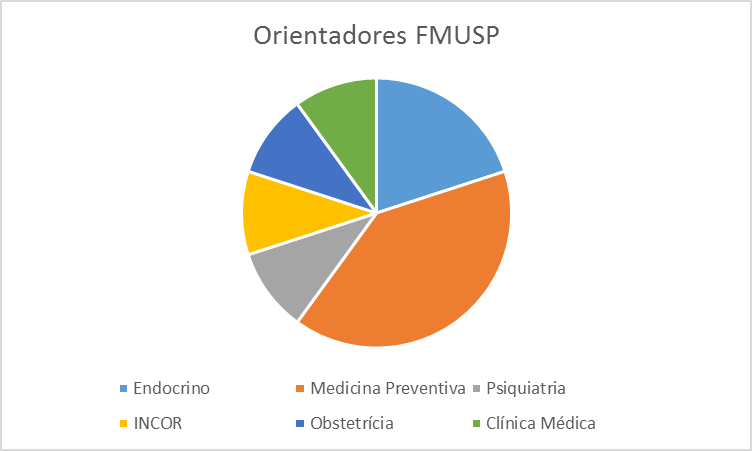 Orientadores FMUSP
Endocrino Medicina Preventiva Psiquiatria
INCOR Obstetrícia Clínica Médica